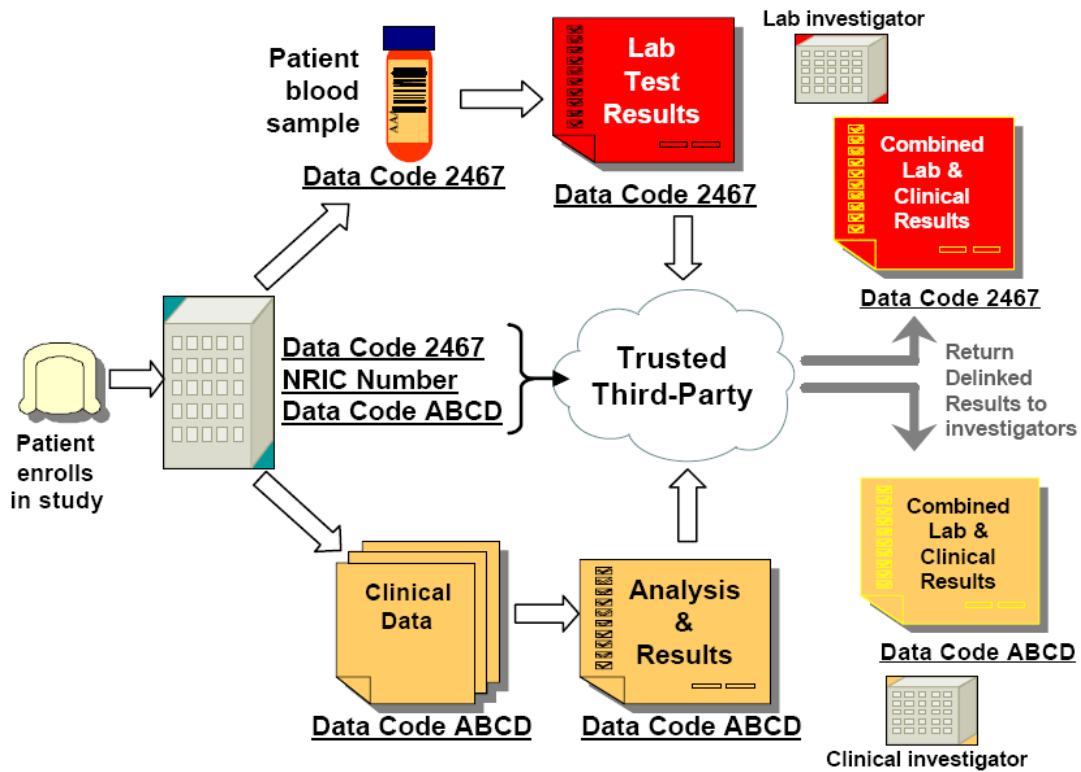 Patient
blood
sample
AAA
Data Code 2467
Lab
Test
Results
Data Code 2467
Lab investigator
Combined
Lab &
Clinical
Results
Data Code 2467
Patient
enrolls
in study
Data Code 2467
NRIC Number
Data Code ABCD
Trusted
Third-Party
Return
Delinked
Results to
investigators
Clinical
Data
Data Code ABCD
Analysis
&
Results
Data Code ABCD
Combined
Lab &
Clinical
Results
Data Code ABCD
Clinical investigator